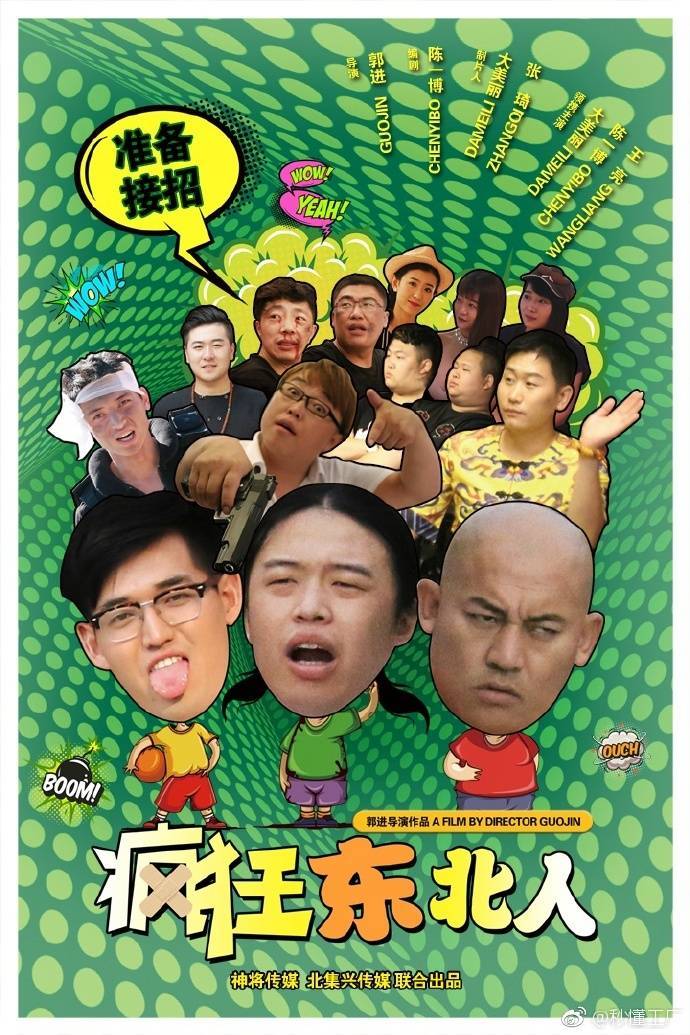 导演
郭进
GUOJIN
编剧
陈一博
CHENYIBO
制片人
大美丽
DAMEILI
张琦
ZHANGQI
领携主演
大美丽
DAMEILI
陈一博
CHENYIBO
王亮
WANGLIANG
准备
接招
WOW!
YEAH!
WOW!
BOOM!
OUCH
郭进导演作品 A FILM BY DIRECTOR GUOJIN
疯狂东北人
神将传媒 北集兴传媒 联合出品
@秒懂工厂